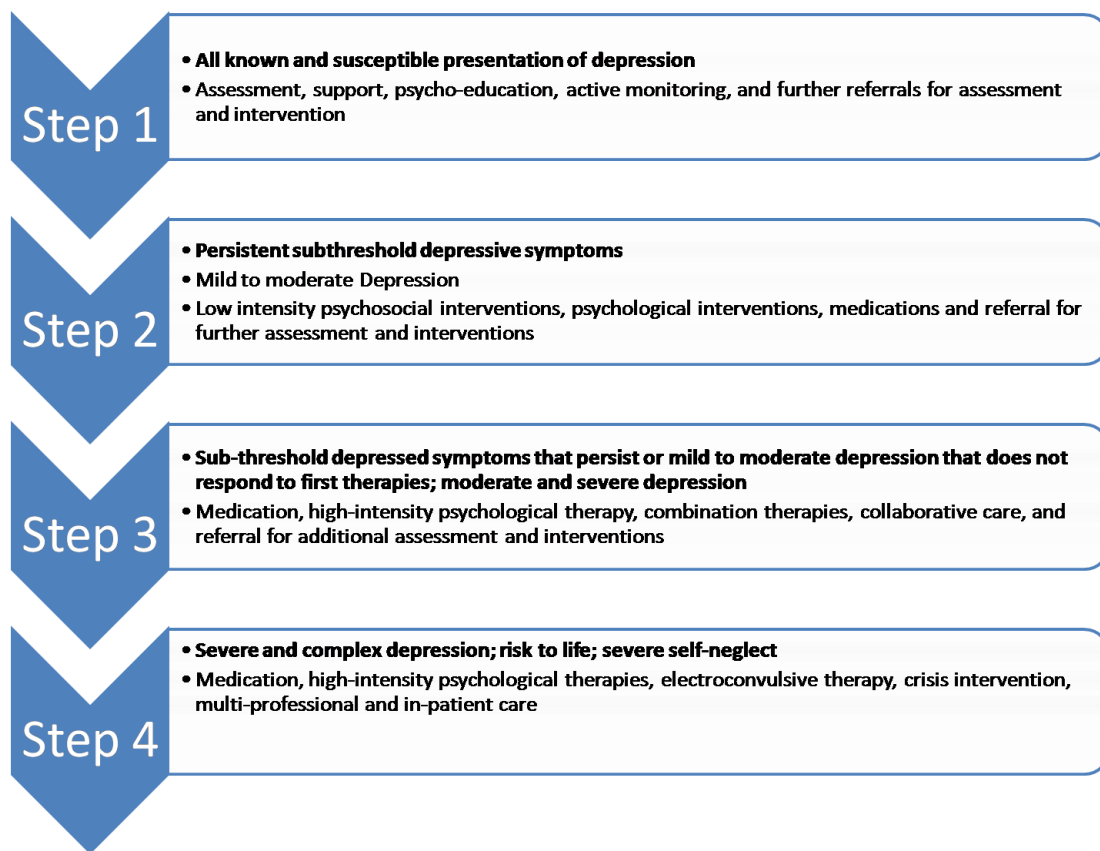 Step 1
• All known and susceptible presentation of depression
• Assessment, support, psycho-education, active monitoring, and further referrals for assessment
and intervention
Step 2
• Persistent subthreshold depressive symptoms
• Mild to moderate Depression
• Low intensity psychosocial interventions, psychological interventions, medications and referral for
further assessment and interventions
Step 3
• Sub-threshold depressed symptoms that persist or mild to moderate depression that does not
respond to first therapies; moderate and severe depression
• Medication, high-intensity psychological therapy, combination therapies, collaborative care, and
referral for additional assessment and interventions
Step 4
• Severe and complex depression; risk to life; severe self-neglect
• Medication, high-intensity psychological therapies, electroconvulsive therapy, crisis intervention,
multi-professional and in-patient care